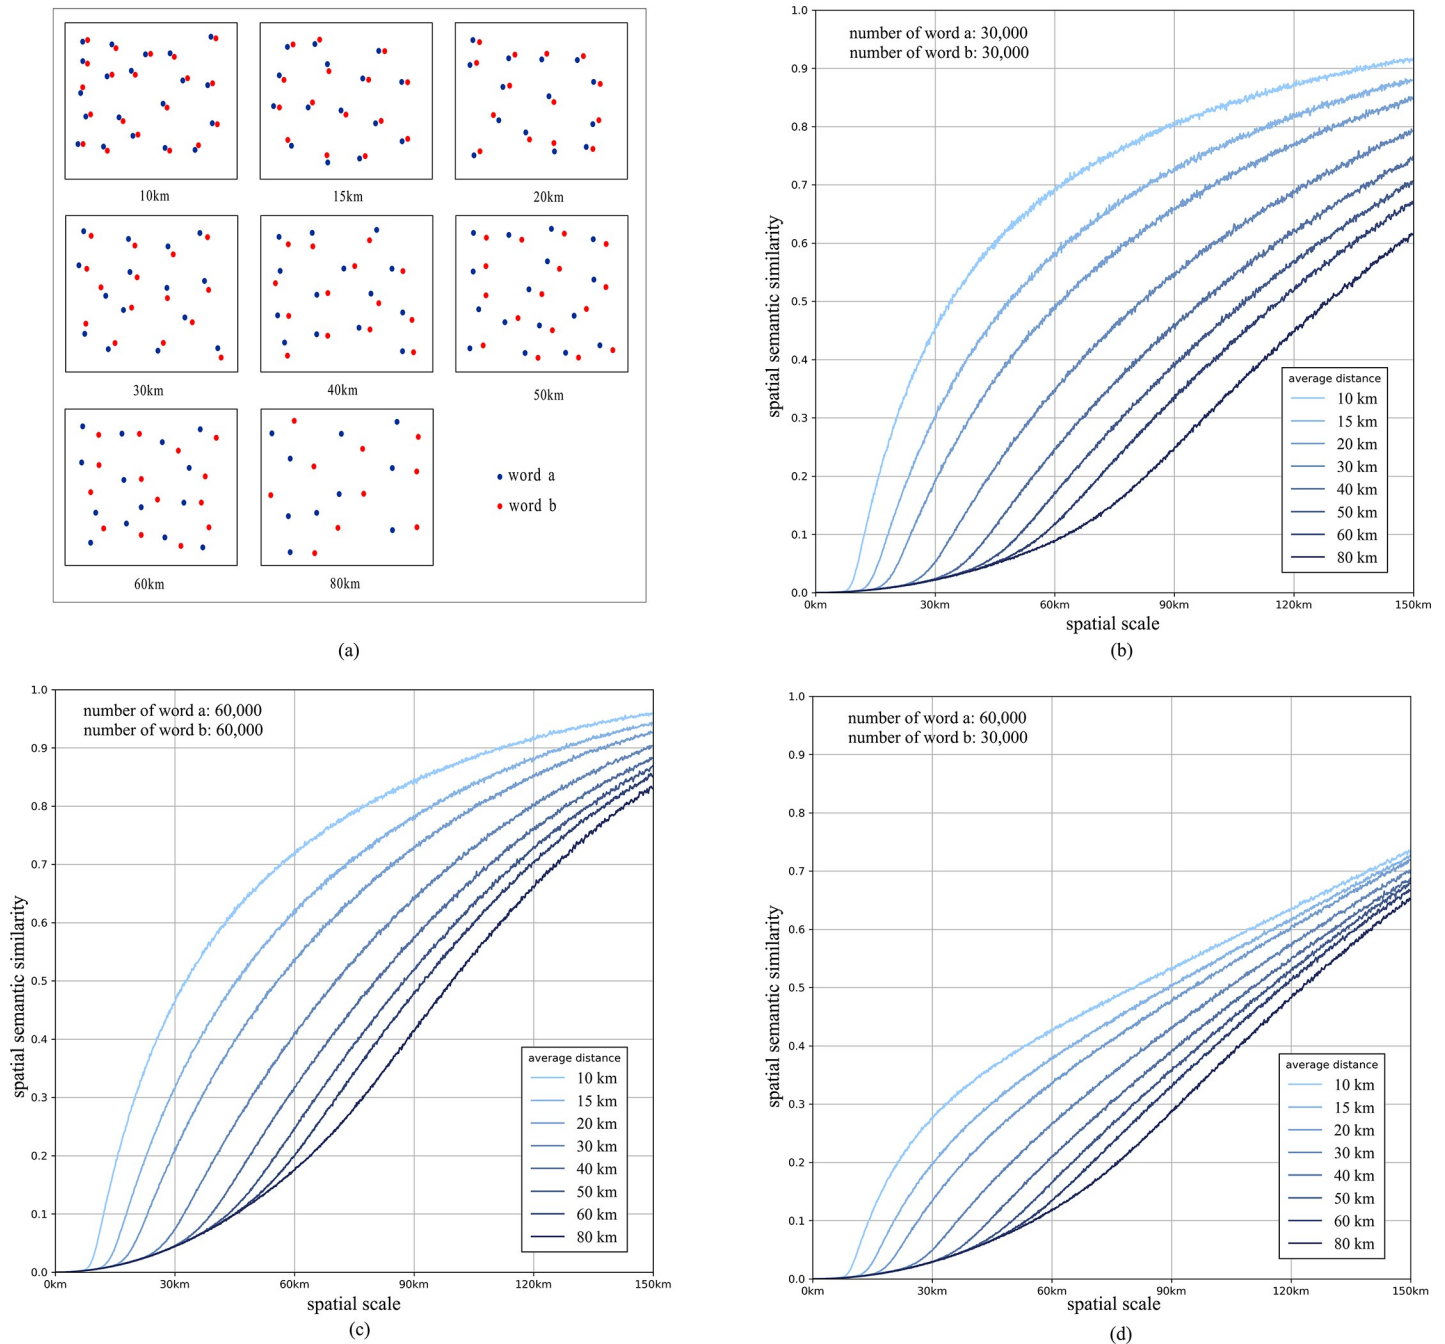 10km
15km
20km
30km
40km
50km
60km
80km
word a
word b
(a)
number of word a: 30,000
number of word b: 30,000
1.0
0.9
0.8
0.7
0.6
0.5
0.4
0.3
0.2
0.1
0.0
spatial semantic similarity
average distance
10 km
15 km
20 km
30 km
40 km
50 km
60 km
80 km
0km 30km 60km 90km 120km 150km
spatial scale
(b)
number of word a: 60,000
number of word b: 60,000
1.0
0.9
0.8
0.7
0.6
0.5
0.4
0.3
0.2
0.1
0.0
spatial semantic similarity
average distance
10 km
15 km
20 km
30 km
40 km
50 km
60 km
80 km
0km 30km 60km 90km 120km 150km
spatial scale
(c)
number of word a: 60,000
number of word b: 30,000
1.0
0.9
0.8
0.7
0.6
0.5
0.4
0.3
0.2
0.1
0.0
spatial semantic similarity
average distance
10 km
15 km
20 km
30 km
40 km
50 km
60 km
80 km
0km 30km 60km 90km 120km 150km
spatial scale
(d)